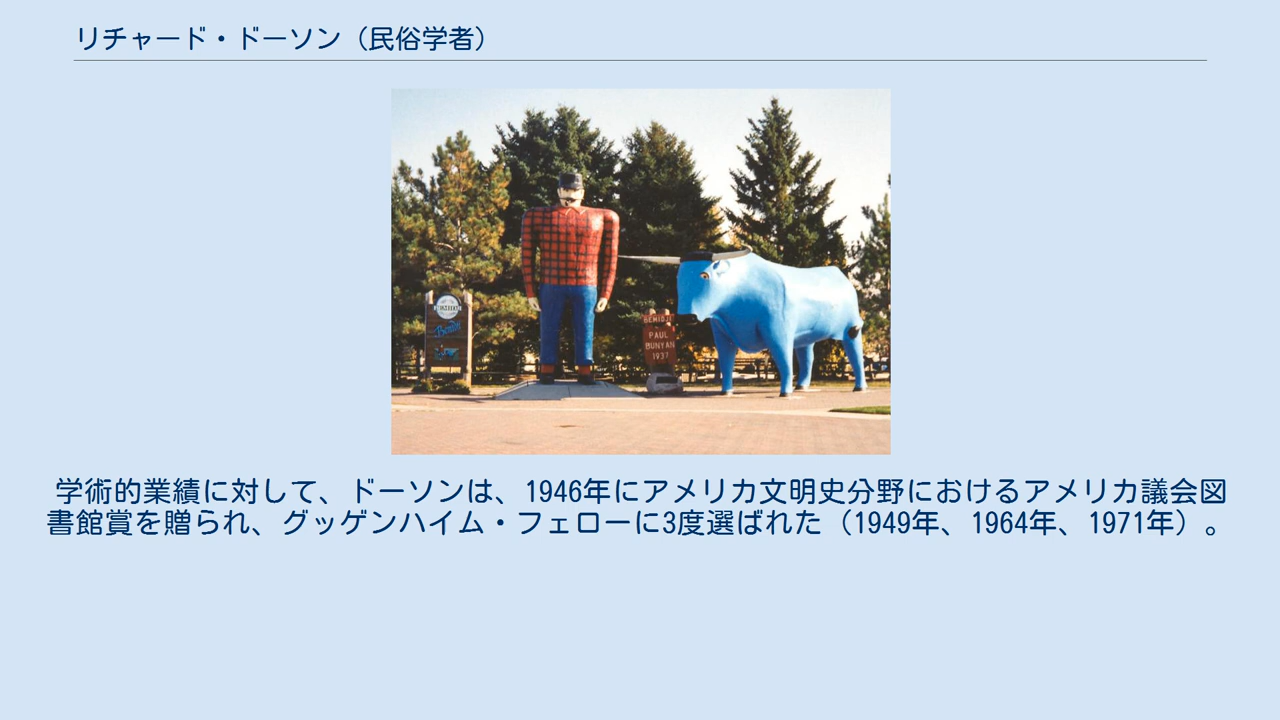 リチャード・ドーソン（民俗学者）
BEMIDJI
PAUL
BUNYAN
1937
学術的業績に対して、ドーソンは、1946年にアメリカ文明史分野におけるアメリカ議会図
書館賞を贈られ、グッゲンハイム・フェローに3度選ばれた（1949年、1964年、1971年）。